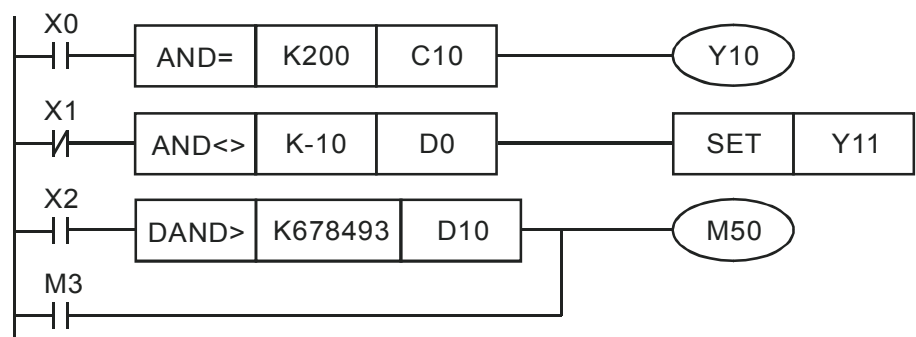 X0
AND= K200 C10 Y10
X1
AND<> K-10 D0 SET Y11
X2
DAND> K678493 D10 M50
M3